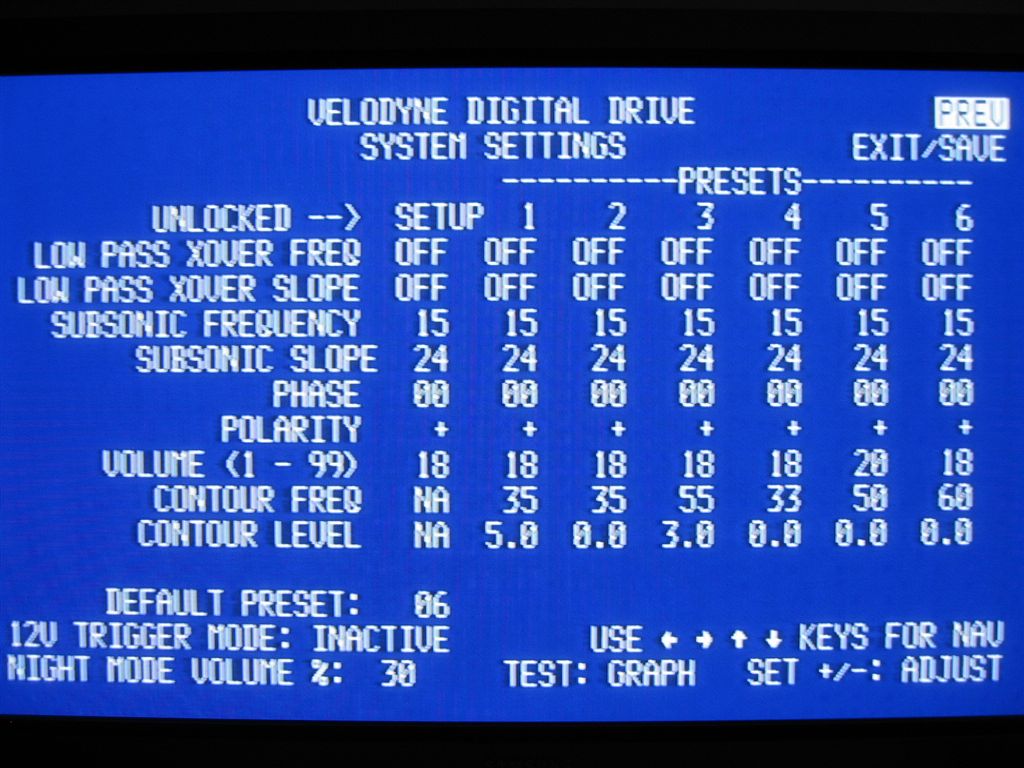 VELODYNE DIGITAL DRIVE PREV
SYSTEM SETTINGS EXIT/SAVE
----------PRESETS----------
UNLOCKED --> SETUP 1 2 3 4 5 6
LOW PASS XOVER FREQ OFF OFF OFF OFF OFF OFF OFF
LOW PASS XOVER SLOPE OFF OFF OFF OFF OFF OFF OFF
SUBSONIC FREQUENCY 15 15 15 15 15 15 15
SUBSONIC SLOPE 24 24 24 24 24 24 24
PHASE 00 00 00 00 00 00 00
POLARITY + + + + + + +
VOLUME (1 - 99) 18 18 18 18 18 20 18
CONTOUR FREQ NA 35 35 55 33 50 60
CONTOUR LEVEL NA 5.0 0.0 3.0 0.0 0.0 0.0
DEFAULT PRESET: 06
12V TRIGGER MODE: INACTIVE USE ← → ↑ ↓ KEYS FOR NAV
NIGHT MODE VOLUME %: 30 TEST: GRAPH SET +/-: ADJUST